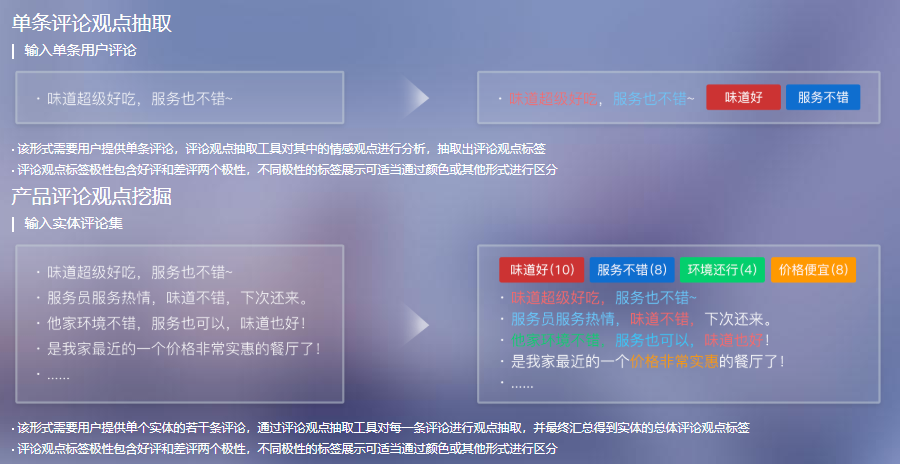 单条评论观点抽取
输入单条用户评论
· 味道超级好吃，服务也不错~
· 味道超级好吃，服务也不错~ 味道好 服务不错
· 该形式需要用户提供单条评论，评论观点抽取工具对其中的情感观点进行分析，抽取出评论观点标签
· 评论观点标签极性包含好评和差评两个极性，不同极性的标签展示可适当通过颜色或其他形式进行区分
产品评论观点挖掘
输入实体评论集
· 味道超级好吃，服务也不错~
· 服务员服务热情，味道不错，下次还来。
· 他家环境不错，服务也可以，味道也好！
· 是我家最近的一个价格非常实惠的餐厅了！
· ......
味道好(10) 服务不错(8) 环境还行(4) 价格便宜(8)
· 味道超级好吃，服务也不错~
· 服务员服务热情，味道不错，下次还来。
· 他家环境不错，服务也可以，味道也好！
· 是我家最近的一个价格非常实惠的餐厅了！
· ......
· 该形式需要用户提供单个实体的若干条评论，通过评论观点抽取工具对每一条评论进行观点抽取，并最终汇总得到实体的总体评论观点标签
· 评论观点标签极性包含好评和差评两个极性，不同极性的标签展示可适当通过颜色或其他形式进行区分